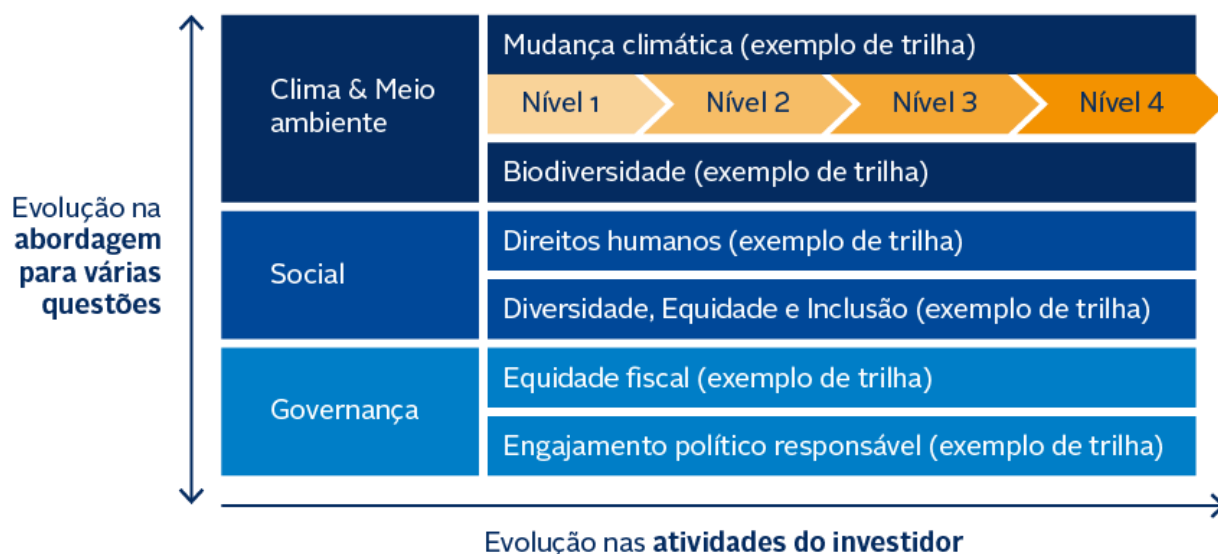 Evolução na
abordagem
para várias
questões
Clima & Meio
ambiente
Mudança climática (exemplo de trilha)
Nível 1
Nível 2
Nível 3
Nível 4
Biodiversidade (exemplo de trilha)
Social
Direitos humanos (exemplo de trilha)
Diversidade, Equidade e Inclusão (exemplo de trilha)
Governança
Equidade fiscal (exemplo de trilha)
Engajamento político responsável (exemplo de trilha)
Evolução nas atividades do investidor